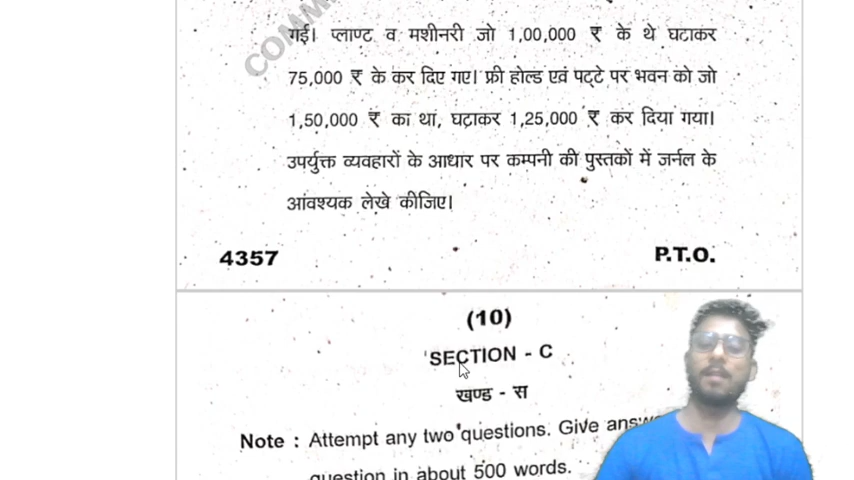 COMM
गई। प्लाण्ट व मशीनरी जो 1,00,000 ₹ के थे घटाकर
75,000 ₹ के कर दिए गए। फ्री होल्ड एवं पट्टे पर भवन को जो
1,50,000 ₹ का था, घटाकर 1,25,000 ₹ कर दिया गया।
उपर्युक्त व्यवहारों के आधार पर कम्पनी की पुस्तकों में जर्नल के
आवश्यक लेखे कीजिए।
4357 P.T.O.
(10)
SECTION - C
खण्ड - स
Note : Attempt any two questions. Give
question in about 500 words.